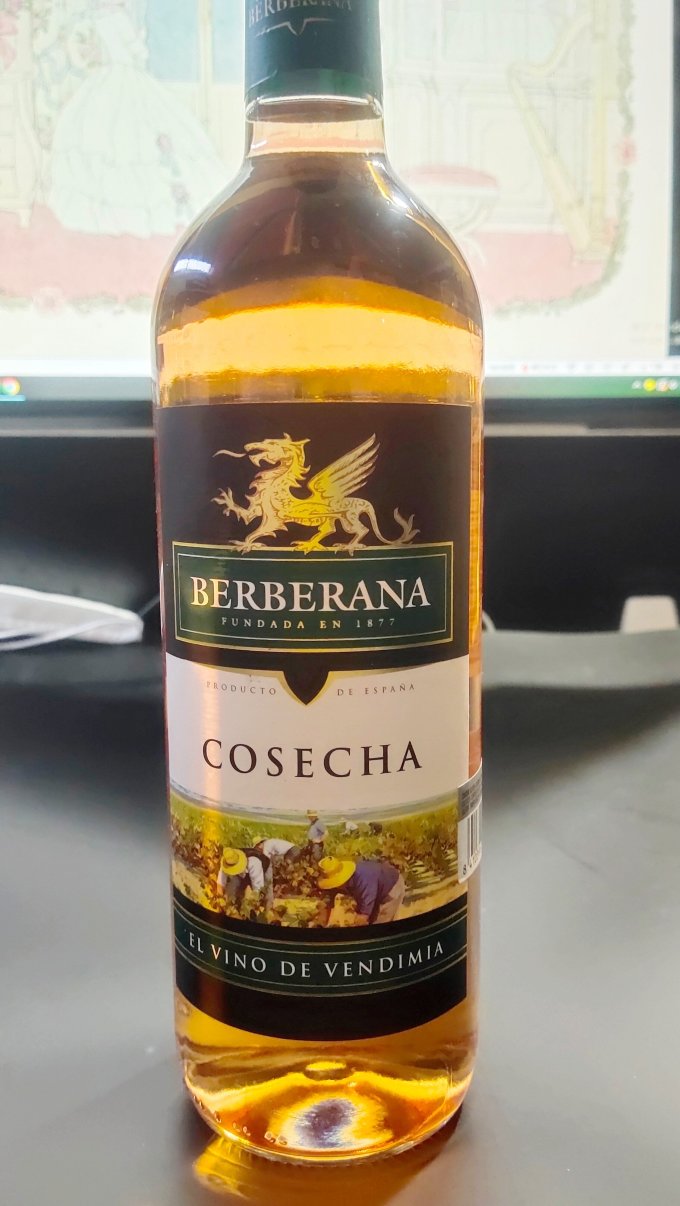 BERBERANA
BERBERANA
FUNDADA EN 1877
PRODUCTO DE ESPAÑA
COSECHA
EL VINO DE VENDIMIA